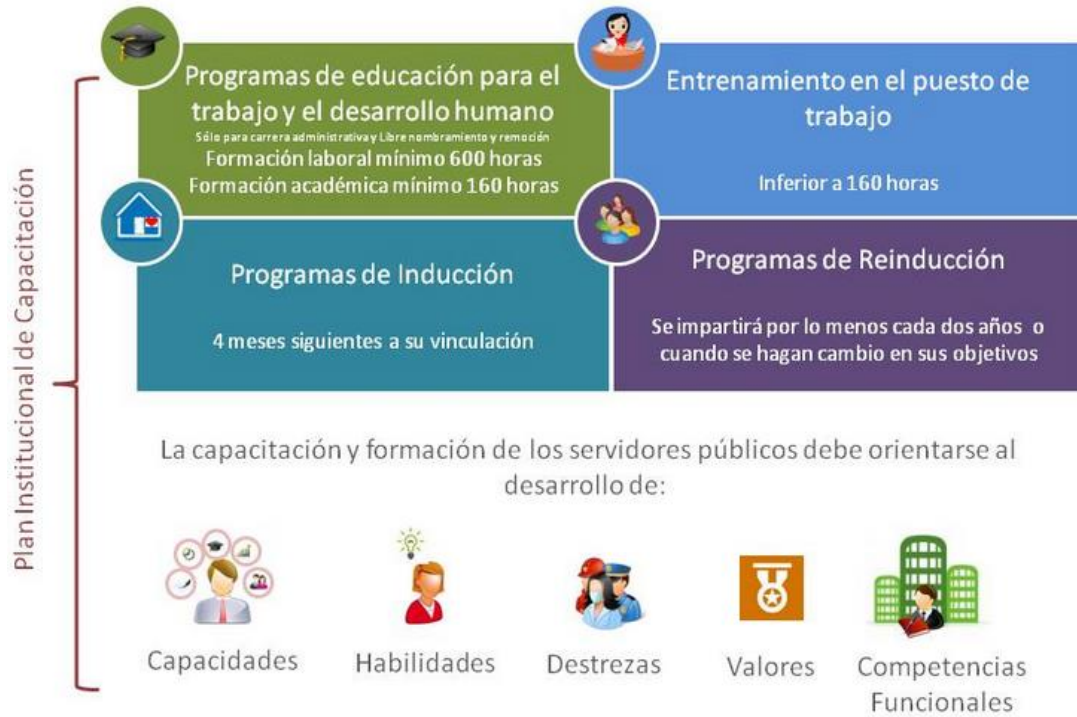 Plan Institucional de Capacitación
Programas de educación para el
trabajo y el desarrollo humano
Sólo para carrera administrativa y Libre nombramiento y remoción
Formación laboral mínimo 600 horas
Formación académica mínimo 160 horas
Entrenamiento en el puesto de
trabajo
Inferior a 160 horas
Programas de Inducción
4 meses siguientes a su vinculación
Programas de Reinducción
Se impartirá por lo menos cada dos años o
cuando se hagan cambio en sus objetivos
La capacitación y formación de los servidores públicos debe orientarse al
desarrollo de:
Capacidades
Habilidades
Destrezas
Valores
Competencias
Funcionales